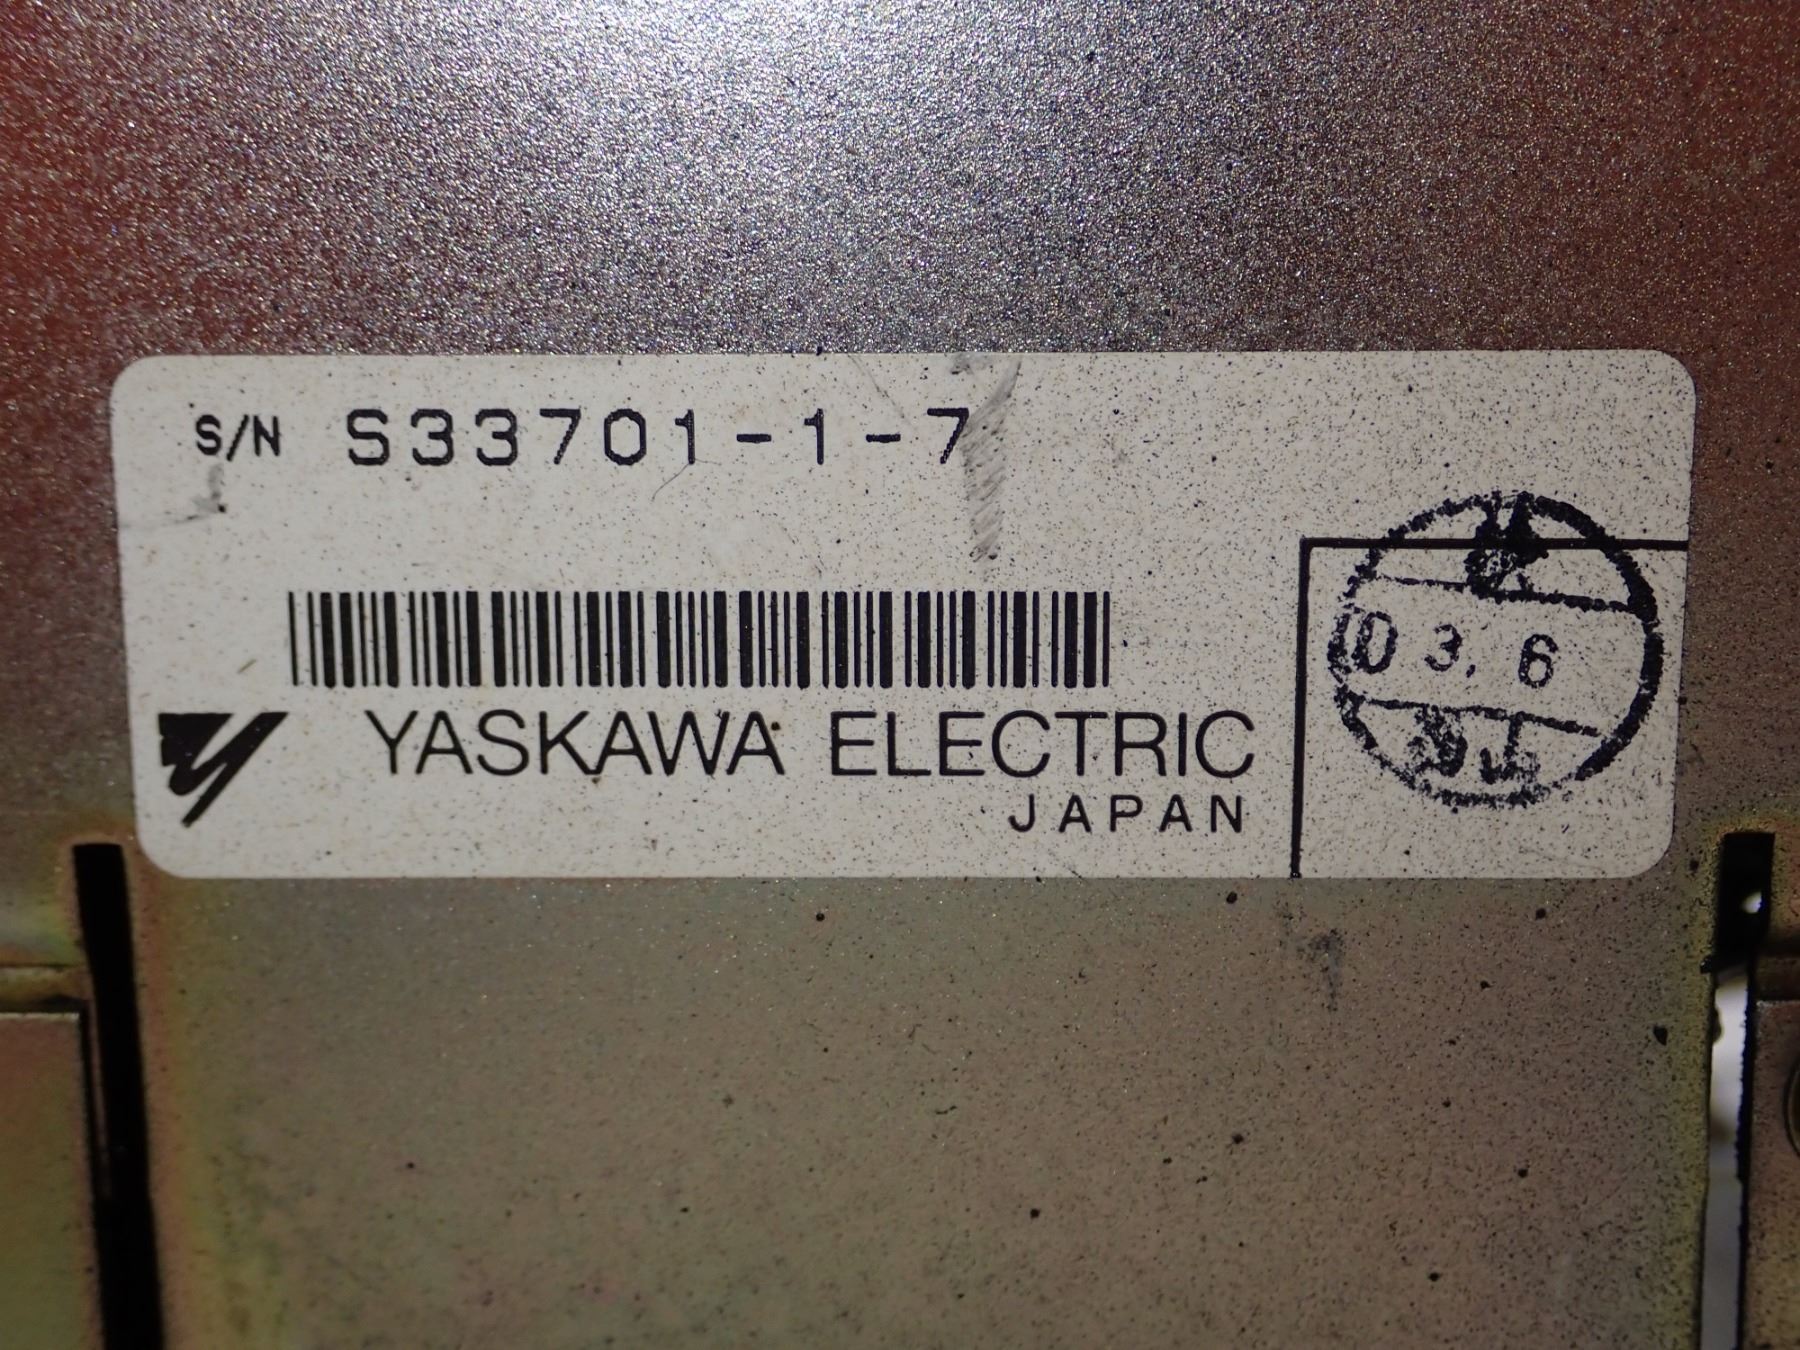 S/N S33701-1-7
03. 6
YASKAWA ELECTRIC
JAPAN